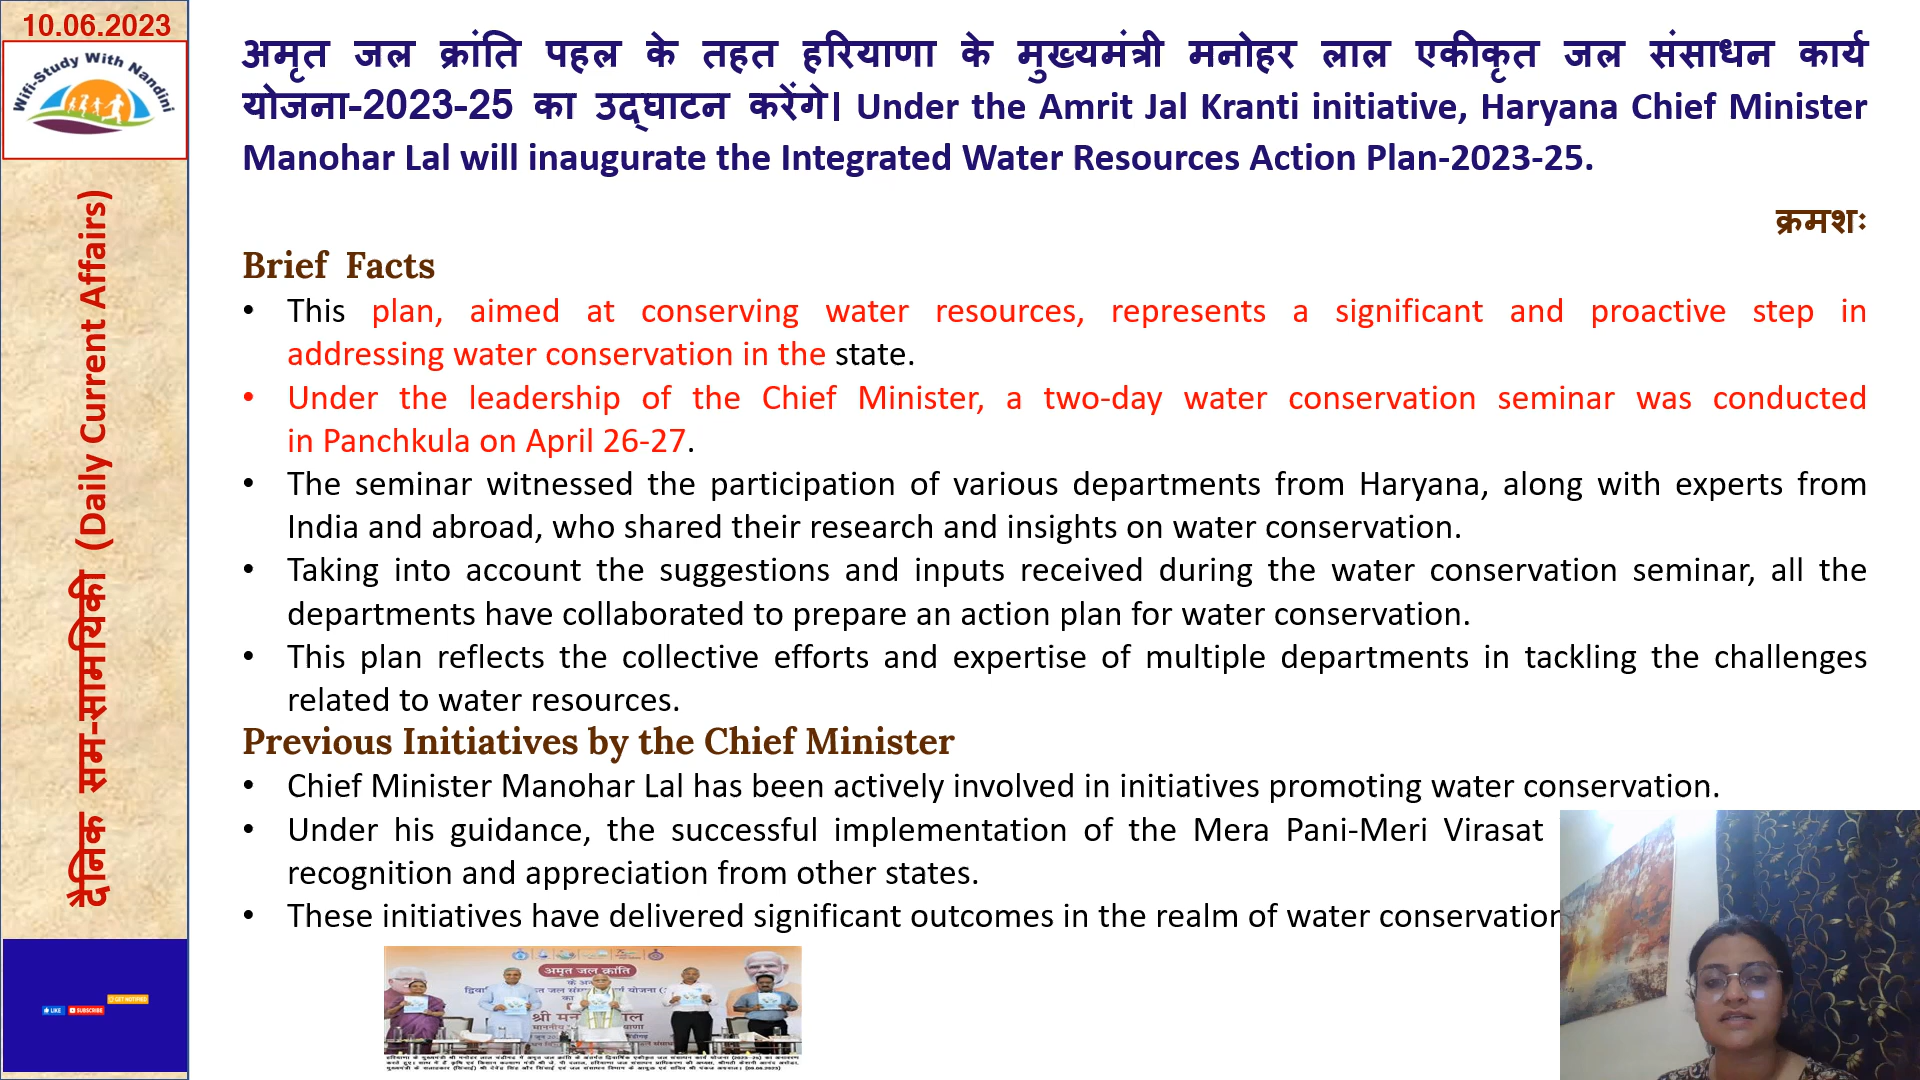 10.06.2023
Wifi-Study With Nandini
दैनिक सम-सामयिकी (Daily Current Affairs)
LIKE
SUBSCRIBE
GET NOTIFIED
अमृत जल क्रांति पहल के तहत हरियाणा के मुख्यमंत्री मनोहर लाल एकीकृत जल संसाधन कार्य
योजना-2023-25 का उद्घाटन करेंगे। Under the Amrit Jal Kranti initiative, Haryana Chief Minister
Manohar Lal will inaugurate the Integrated Water Resources Action Plan-2023-25.
क्रमशः
Brief Facts
• This plan, aimed at conserving water resources, represents a significant and proactive step in
addressing water conservation in the state.
• Under the leadership of the Chief Minister, a two-day water conservation seminar was conducted
in Panchkula on April 26-27.
• The seminar witnessed the participation of various departments from Haryana, along with experts from
India and abroad, who shared their research and insights on water conservation.
• Taking into account the suggestions and inputs received during the water conservation seminar, all the
departments have collaborated to prepare an action plan for water conservation.
• This plan reflects the collective efforts and expertise of multiple departments in tackling the challenges
related to water resources.
Previous Initiatives by the Chief Minister
• Chief Minister Manohar Lal has been actively involved in initiatives promoting water conservation.
• Under his guidance, the successful implementation of the Mera Pani-Meri Virasat
recognition and appreciation from other states.
• These initiatives have delivered significant outcomes in the realm of water conservation
अमृत जल क्रांति
के
श्री